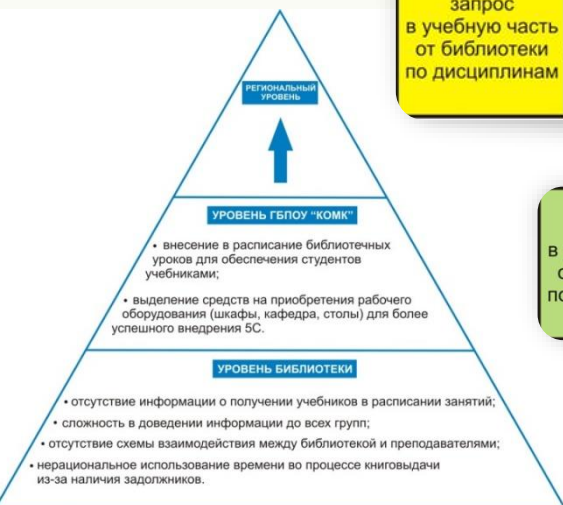 запрос
в учебную часть
от библиотеки
по дисциплинам
РЕГИОНАЛЬНЫЙ
УРОВЕНЬ
УРОВЕНЬ ГБПОУ "КОМК"
• внесение в расписание библиотечных
уроков для обеспечения студентов
учебниками;
• выделение средств на приобретения рабочего
оборудования (шкафы, кафедра, столы) для более
успешного внедрения 5С.
УРОВЕНЬ БИБЛИОТЕКИ
• отсутствие информации о получении учебников в расписании занятий;
• сложность в доведении информации до всех групп;
• отсутствие схемы взаимодействия между библиотекой и преподавателями;
• нерациональное использование времени во процессе книговыдачи
из-за наличия задолжников.